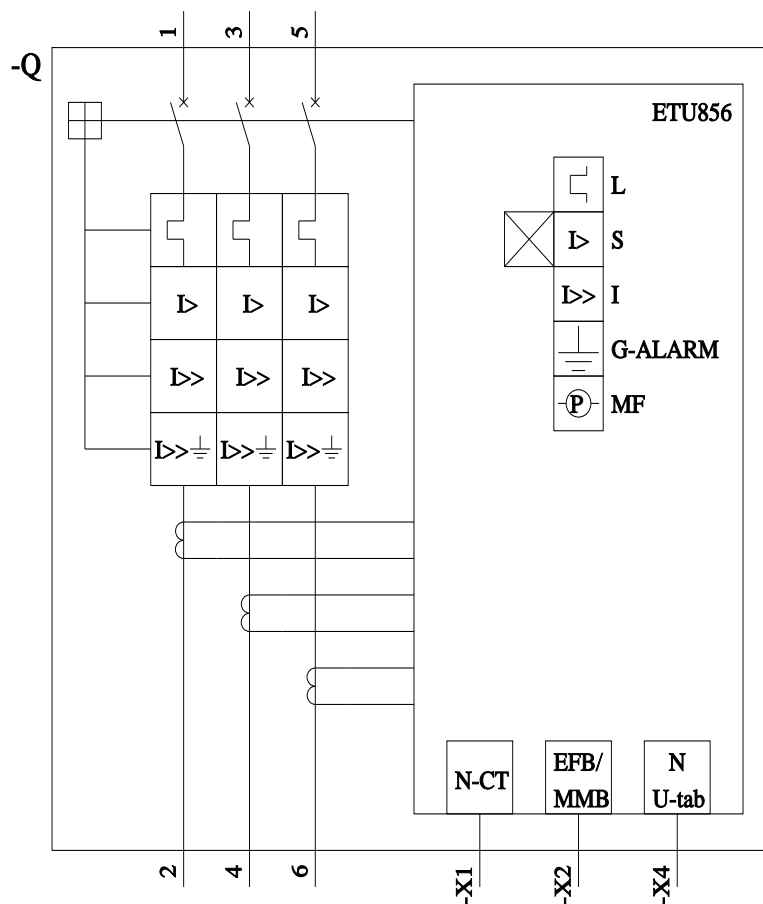 1 3 5
-Q
ETU856
L
I> S
I> I> I>
I>> I
I>> I>> I>>
G-ALARM
P MF
I>> I>> I>>
N-CT
EFB/
MMB
N
U-tab
2 4 6 -X1 -X2 -X4